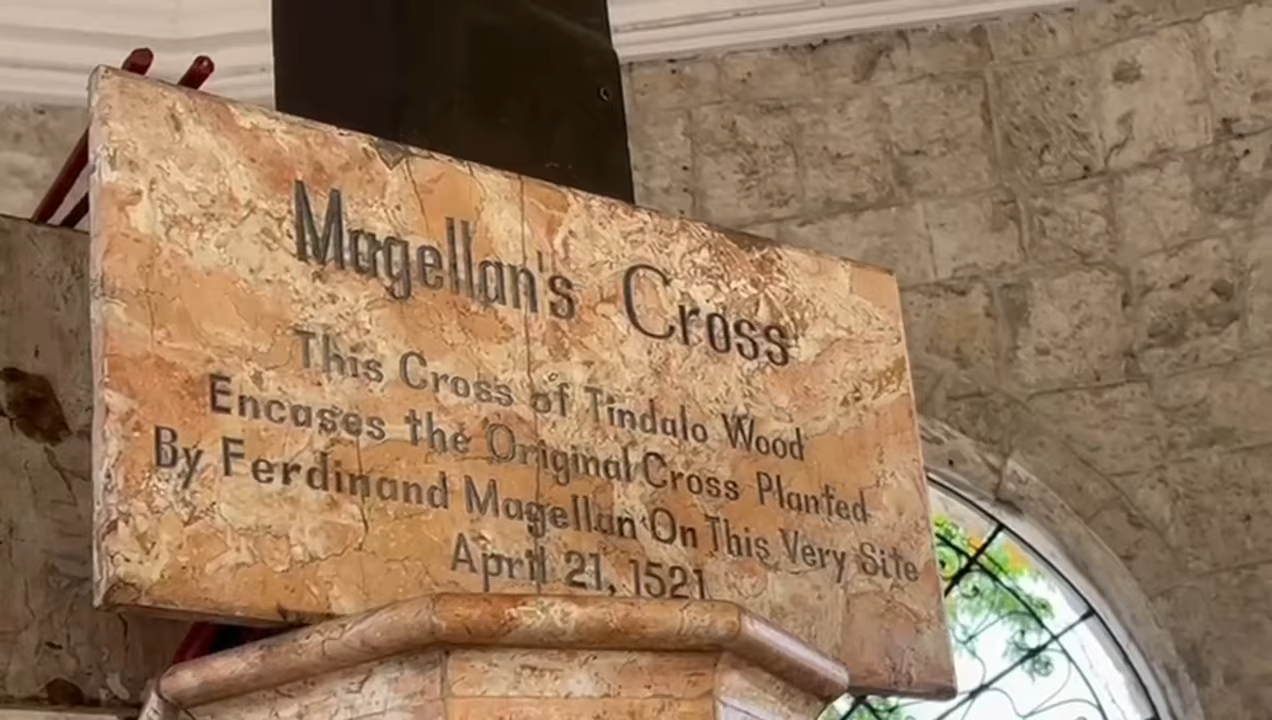 Magellan's Cross
This Cross of Tindalo Wood
Encases the Original Cross Planted
By Ferdinand Magellan On This Very Site
April 21, 1521